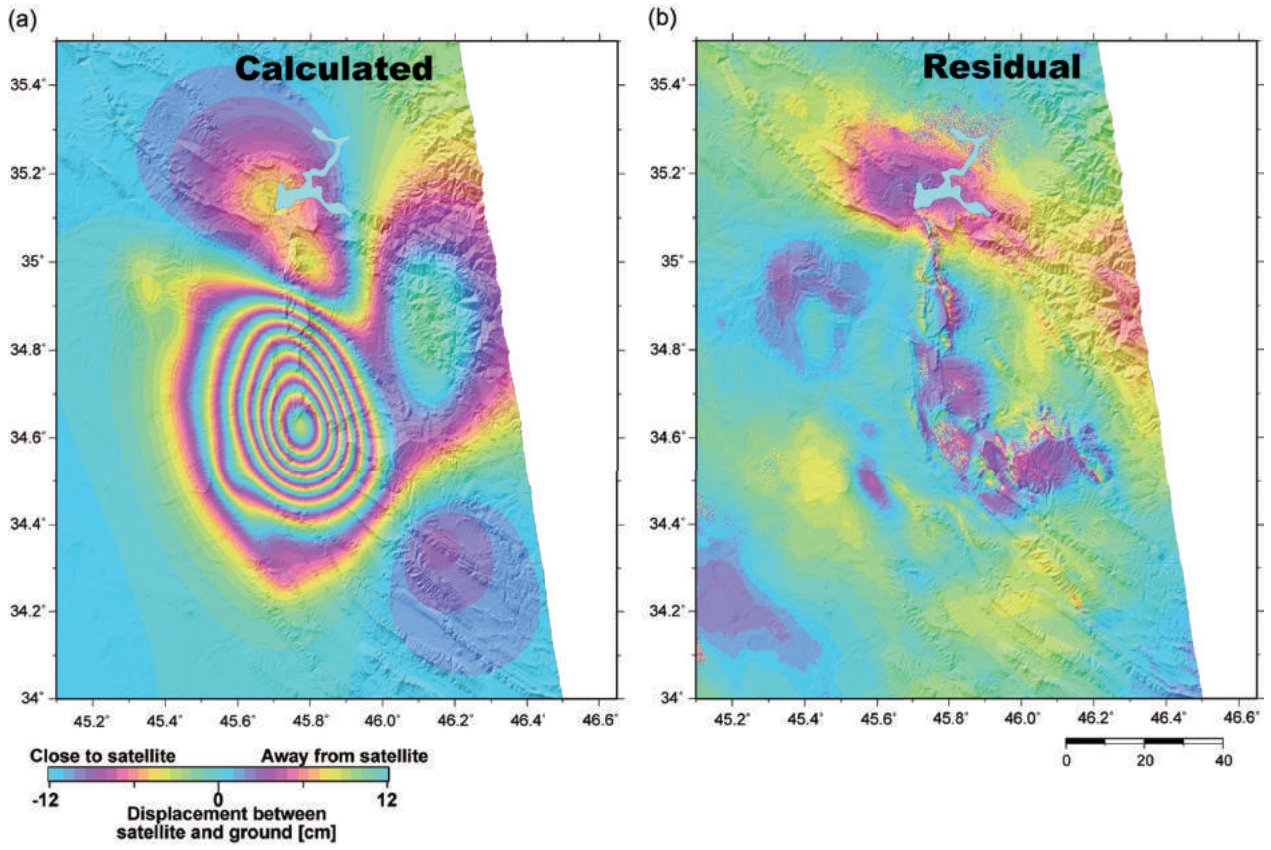 (a)
(b)
Calculated
Residual
35.4°
35.2°
35°
34.8°
34.6°
34.4°
34.2°
34°
45.2° 45.4° 45.6° 45.8° 46.0° 46.2° 46.4° 46.6°
35.4°
35.2°
35°
34.8°
34.6°
34.4°
34.2°
34°
45.2° 45.4° 45.6° 45.8° 46.0° 46.2° 46.4° 46.6°
Close to satellite Away from satellite
-12 0 12
Displacement between
satellite and ground [cm]
0 20 40